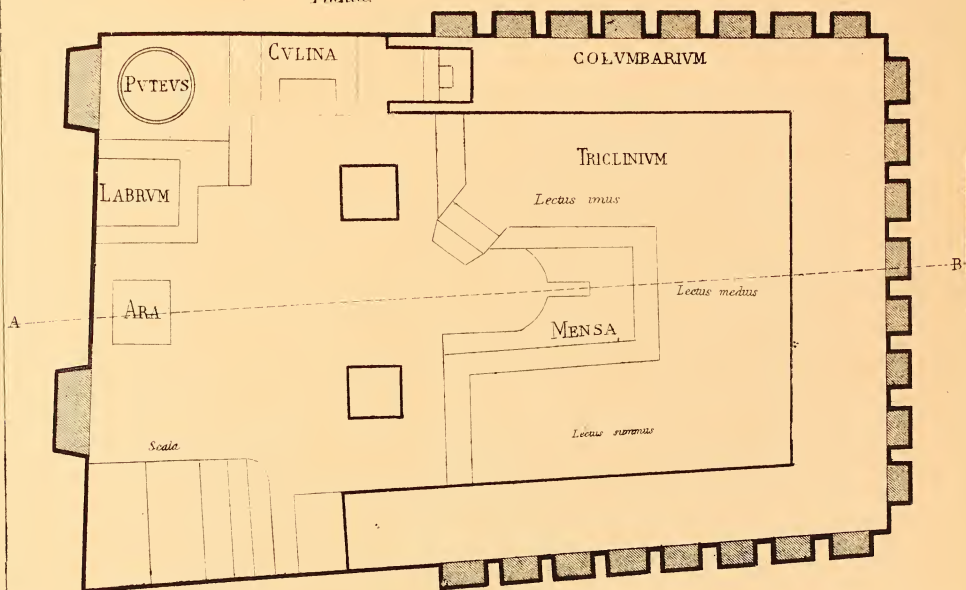 CVLINA
COLVMBARIVM
PVTEVS
TRICLINIVM
LABRVM
Lectus imus
B
Lectus medius
ARA
A
MENSA
Lectus summus
Scala